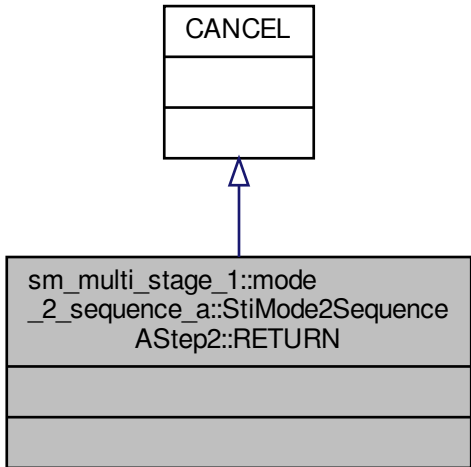 CANCEL
sm_multi_stage_1::mode
_2_sequence_a::StiMode2Sequence
AStep2::RETURN